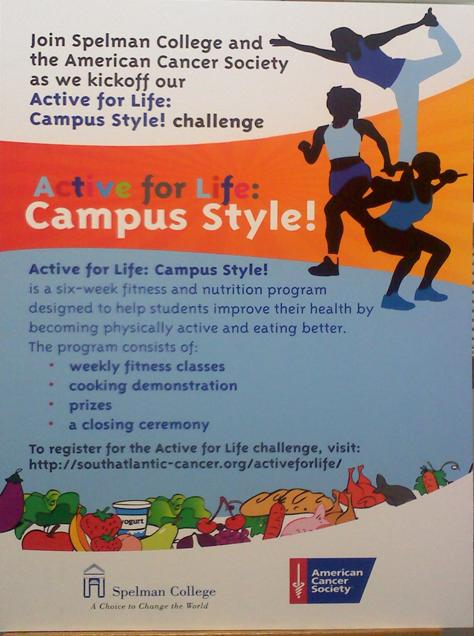 Join Spelman College and
the American Cancer Society
as we kickoff our
Active for Life:
Campus Style! challenge
Active for Life:
Campus Style!
Active for Life: Campus Style!
is a six-week fitness and nutrition program
designed to help students improve their health by
becoming physically active and eating better.
The program consists of:
• weekly fitness classes
• cooking demonstration
• prizes
• a closing ceremony
To register for the Active for Life challenge, visit:
http://southatlantic-cancer.org/activeforlife/
yogurt
Spelman College
A Choice to Change the World
American
Cancer
Society